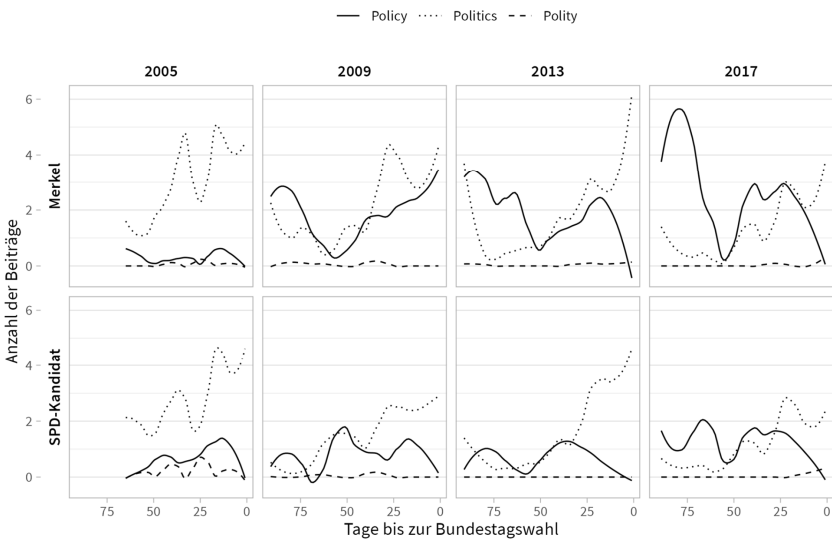 Policy Politics Polity
2005 2009 2013 2017
Anzahl der Beiträge
Merkel
6
4
2
0
SPD-Kandidat
6
4
2
0
75 50 25 0 75 50 25 0 75 50 25 0 75 50 25 0
Tage bis zur Bundestagswahl